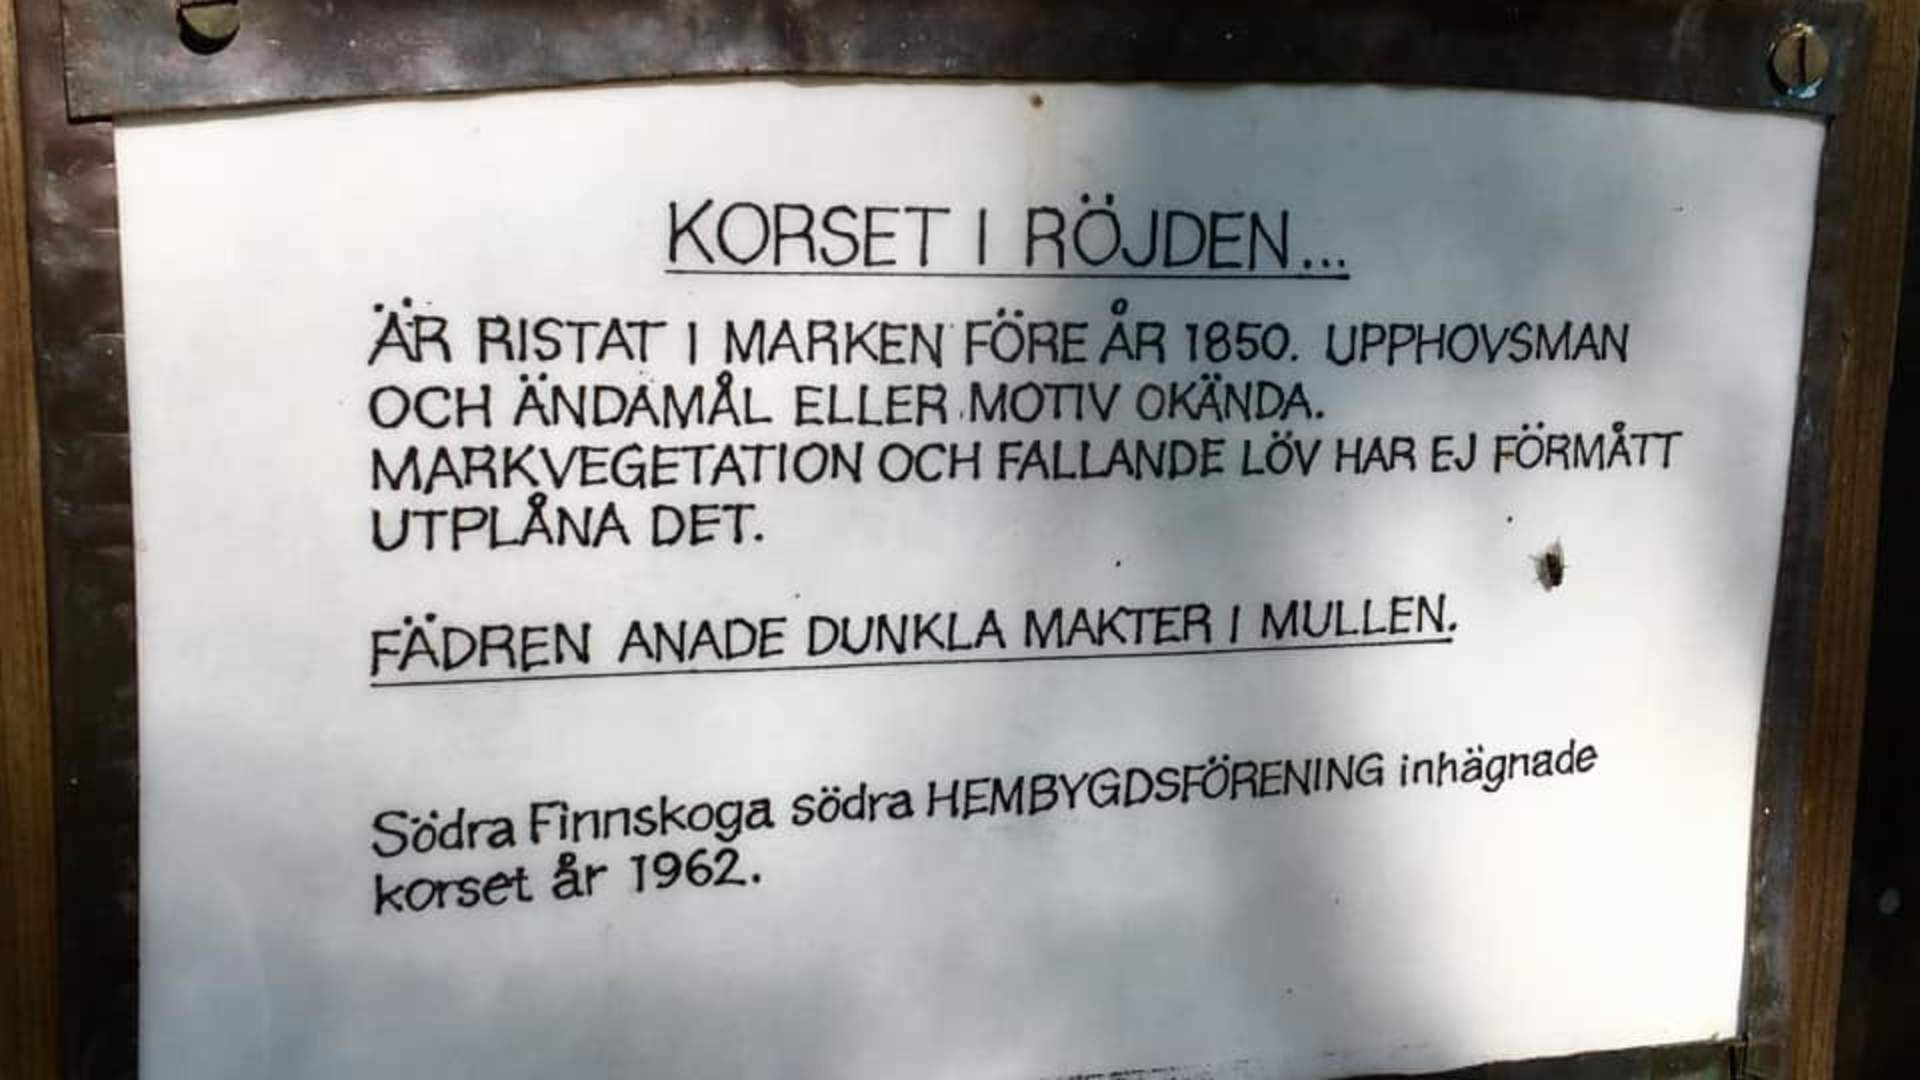 KORSET I RÖJDEN...
ÄR RISTAT I MARKEN FÖRE ÅR 1850. UPPHOVSMAN
OCH ÄNDAMÅL ELLER MOTIV OKÄNDA.
MARKVEGETATION OCH FALLANDE LÖV HAR EJ FÖRMÅTT
UTPLÅNA DET.
FÄDREN ANADE DUNKLA MAKTER I MULLEN.
Södra Finnskoga södra HEMBYGDSFÖRENING inhägnade
korset år 1962.